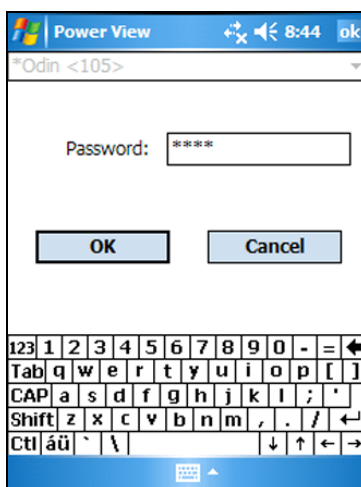 Power View 8:44 ok
*Odin <105>
Password: ****
OK Cancel
123 1 2 3 4 5 6 7 8 9 0 - = ←
Tab q w e r t y u i o p [ ]
CAP a s d f g h j k l ; '
Shift z x c v b n m , . / ↵
Ctl áü ` \ ↓ ↑ ← →